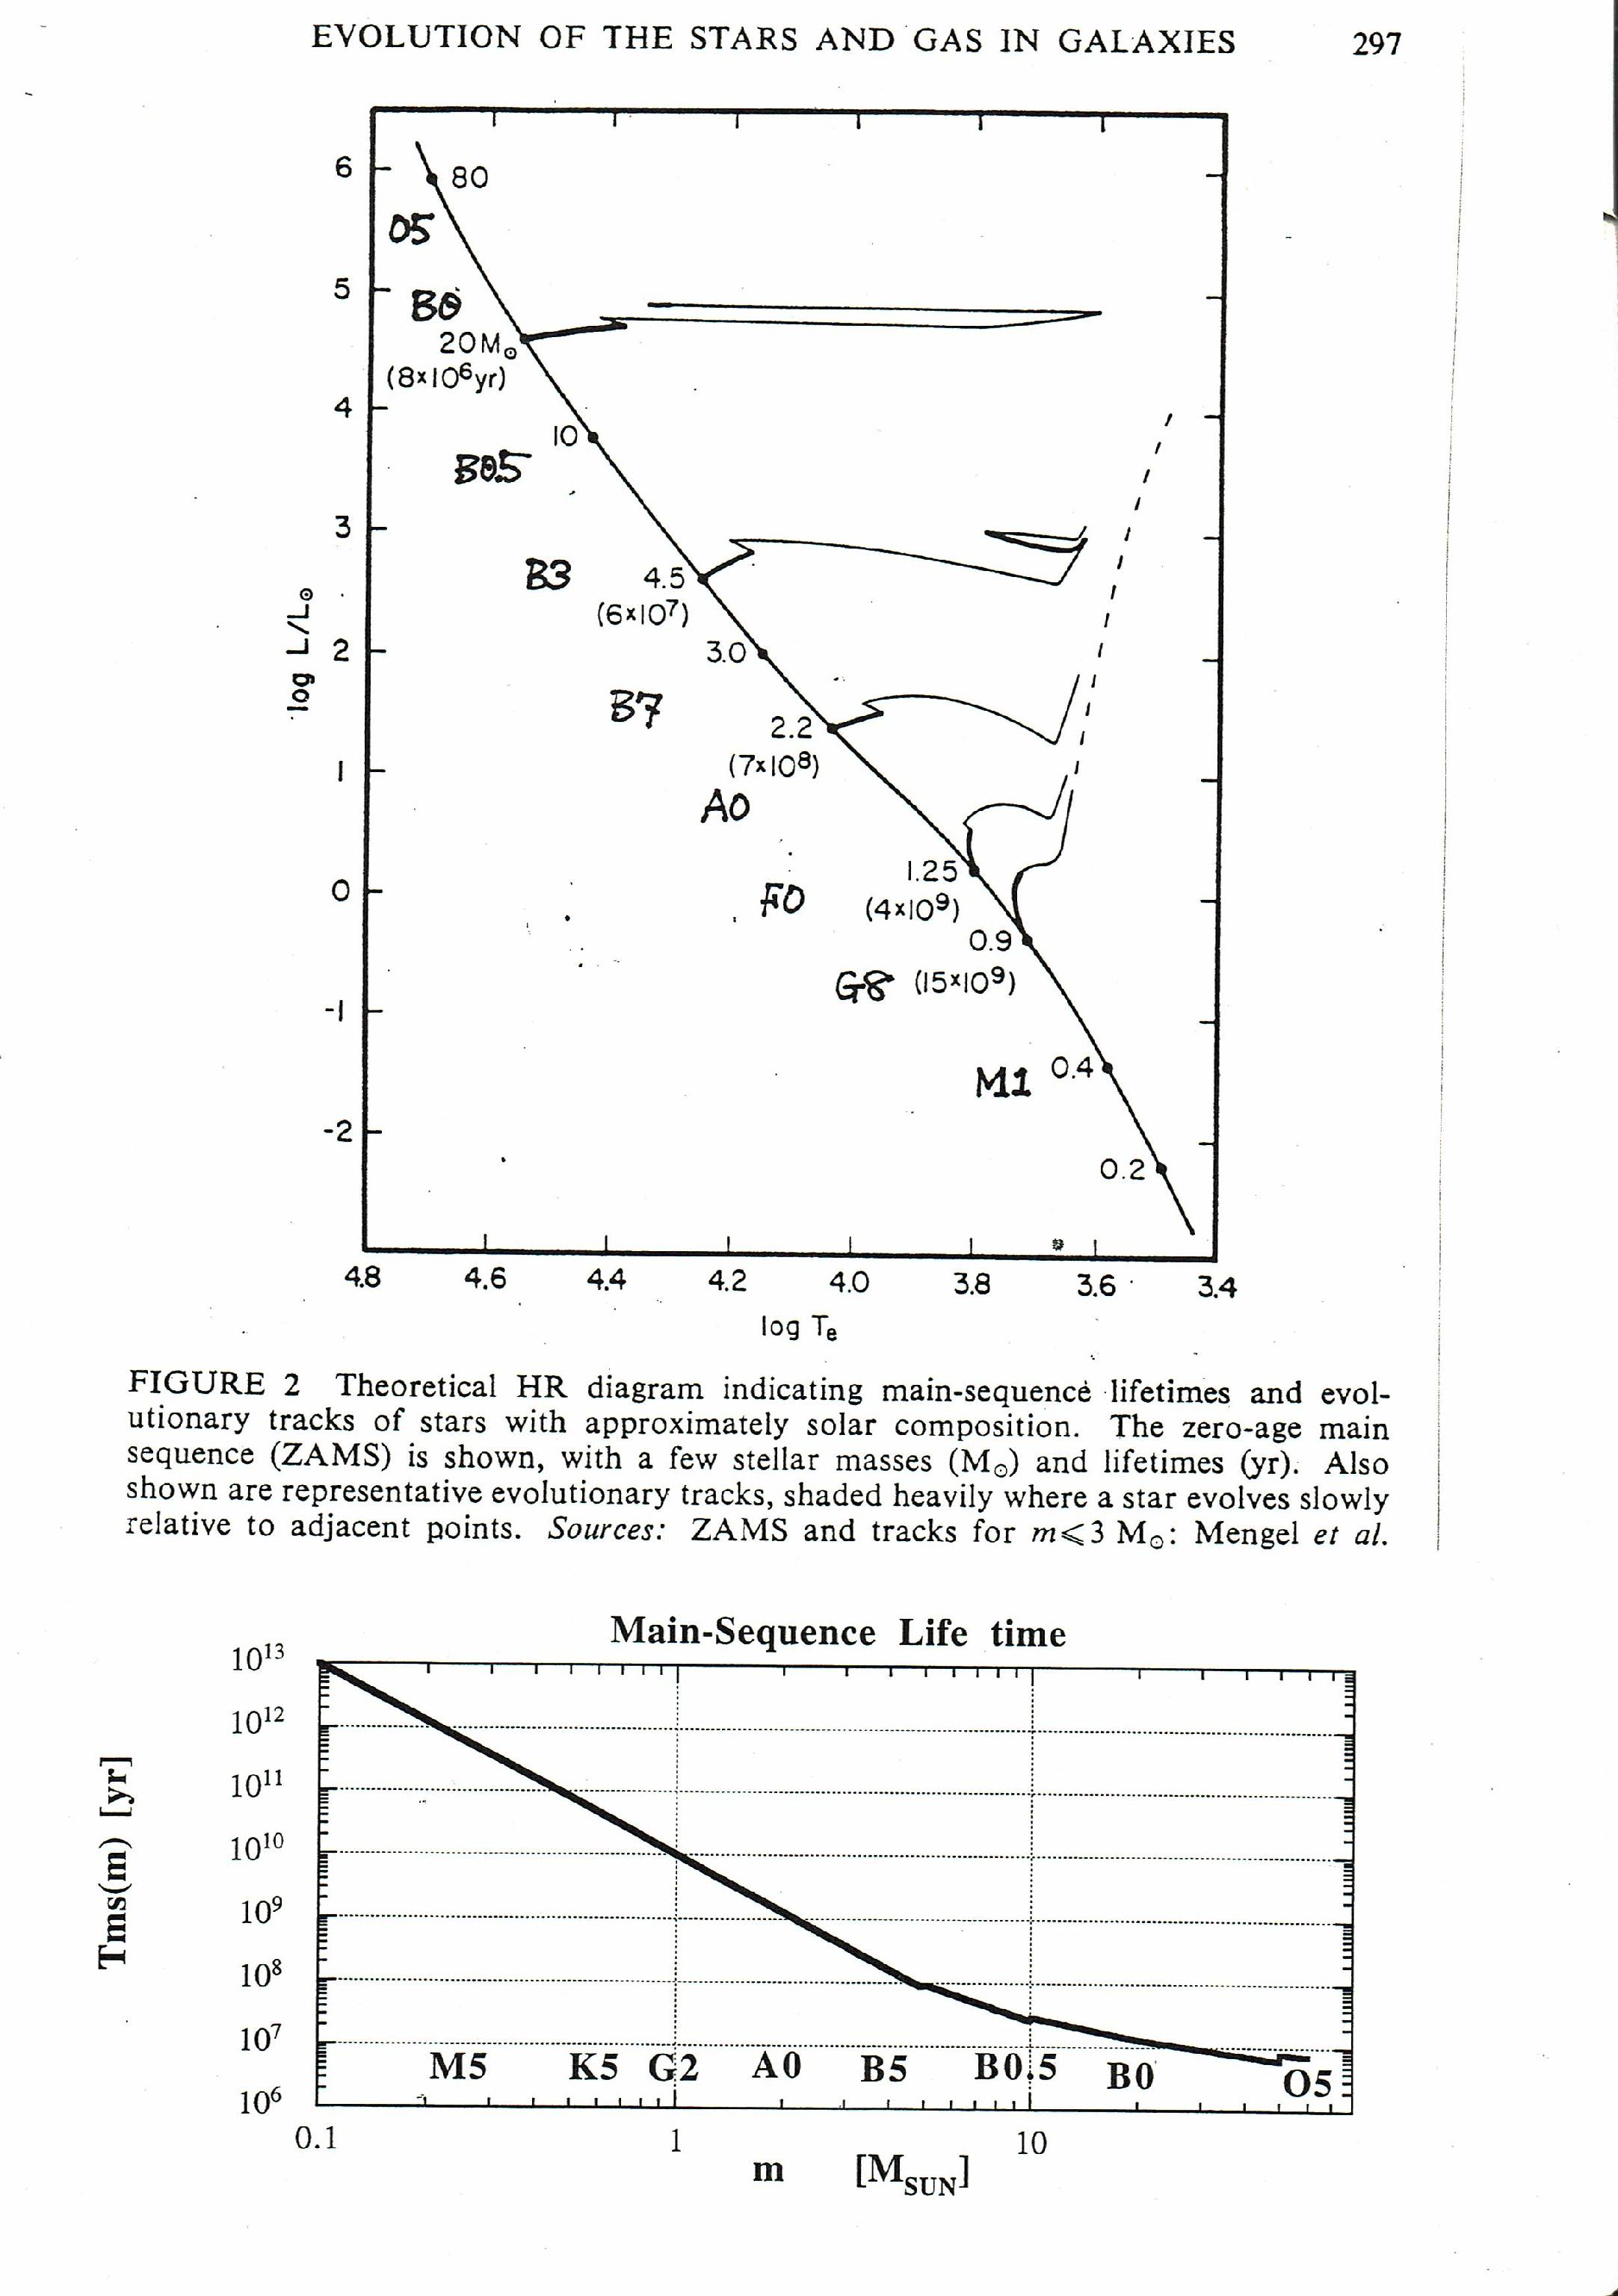 EVOLUTION OF THE STARS AND GAS IN GALAXIES 297
6
80
O5
5
B0
20M⊙
(8×10⁶yr)
4
10
B0.5
3
B3
4.5
(6×10⁷)
log L/L⊙
2
3.0
B7
2.2
(7×10⁸)
1
A0
1.25
0
F0
(4×10⁹)
0.9
G8 (15×10⁹)
-1
M1
0.4
-2
0.2
4.8 4.6 4.4 4.2 4.0 3.8 3.6 3.4
log Te
FIGURE 2 Theoretical HR diagram indicating main-sequence lifetimes and evol-
utionary tracks of stars with approximately solar composition. The zero-age main
sequence (ZAMS) is shown, with a few stellar masses (M⊙) and lifetimes (yr). Also
shown are representative evolutionary tracks, shaded heavily where a star evolves slowly
relative to adjacent points. Sources: ZAMS and tracks for m⩽3 M⊙: Mengel et al.
Main-Sequence Life time
10¹³
10¹²
10¹¹
10¹⁰
10⁹
10⁸
10⁷
10⁶
Tms(m) [yr]
M5 K5 G2 A0 B5 B0.5 B0 O5
0.1 1 10
m [MSUN]